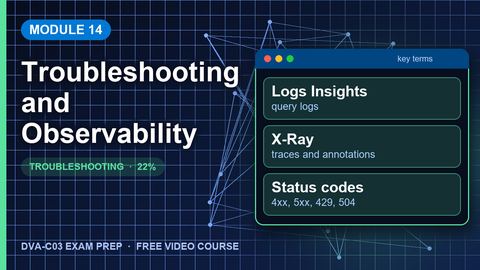 MODULE 14
Troubleshooting
and
Observability
TROUBLESHOOTING · 22%
key terms
Logs Insights
query logs
X-Ray
traces and annotations
Status codes
4xx, 5xx, 429, 504
DVA-C03 EXAM PREP · FREE VIDEO COURSE